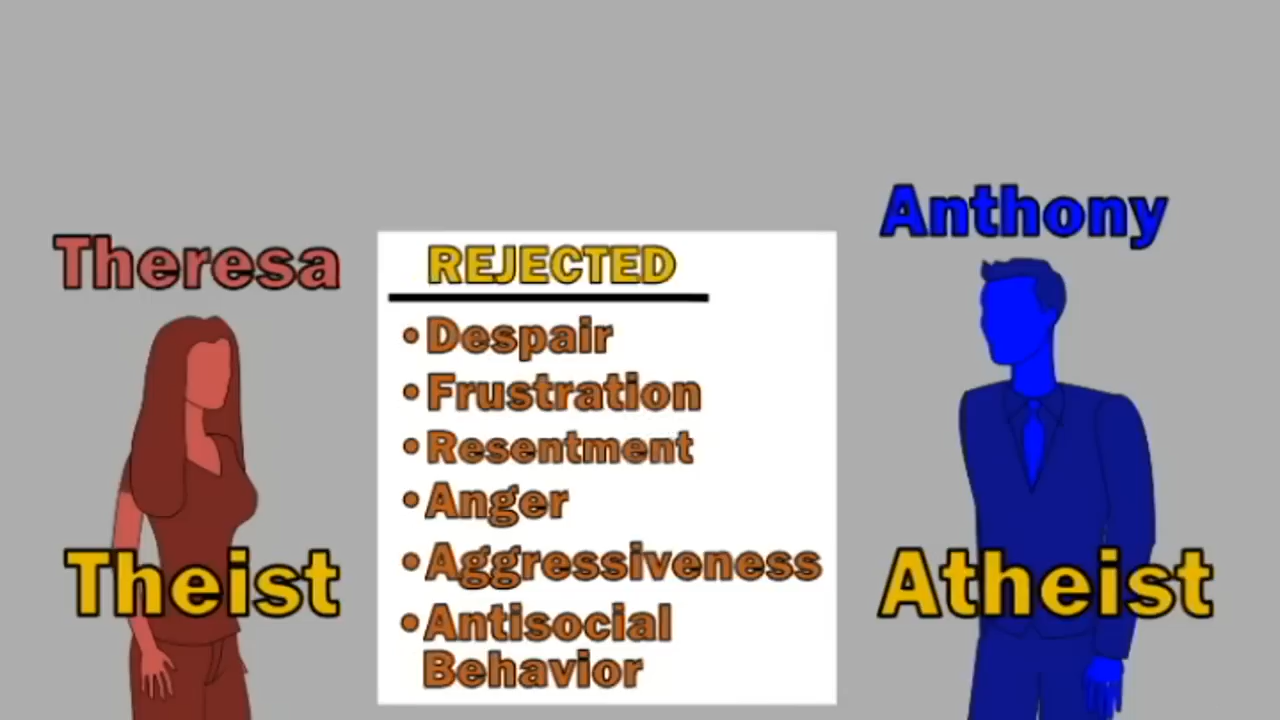 Theresa
Theist
REJECTED
•Despair
•Frustration
•Resentment
•Anger
•Aggressiveness
•Antisocial
Behavior
Anthony
Atheist